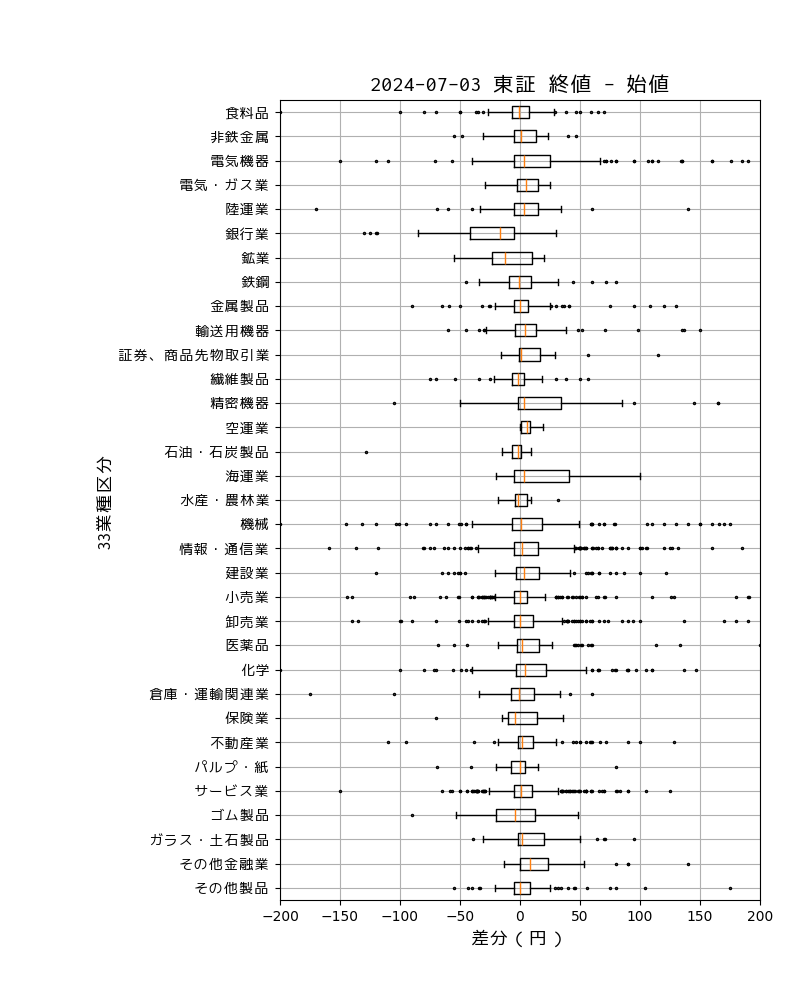 2024-07-03 東証 終値 - 始値
食料品
非鉄金属
電気機器
電気・ガス業
陸運業
銀行業
鉱業
鉄鋼
金属製品
輸送用機器
証券、商品先物取引業
繊維製品
精密機器
空運業
石油・石炭製品
海運業
水産・農林業
機械
情報・通信業
建設業
小売業
卸売業
医薬品
化学
倉庫・運輸関連業
保険業
不動産業
パルプ・紙
サービス業
ゴム製品
ガラス・土石製品
その他金融業
その他製品
33業種区分
−200 −150 −100 −50 0 50 100 150 200
差分（円）